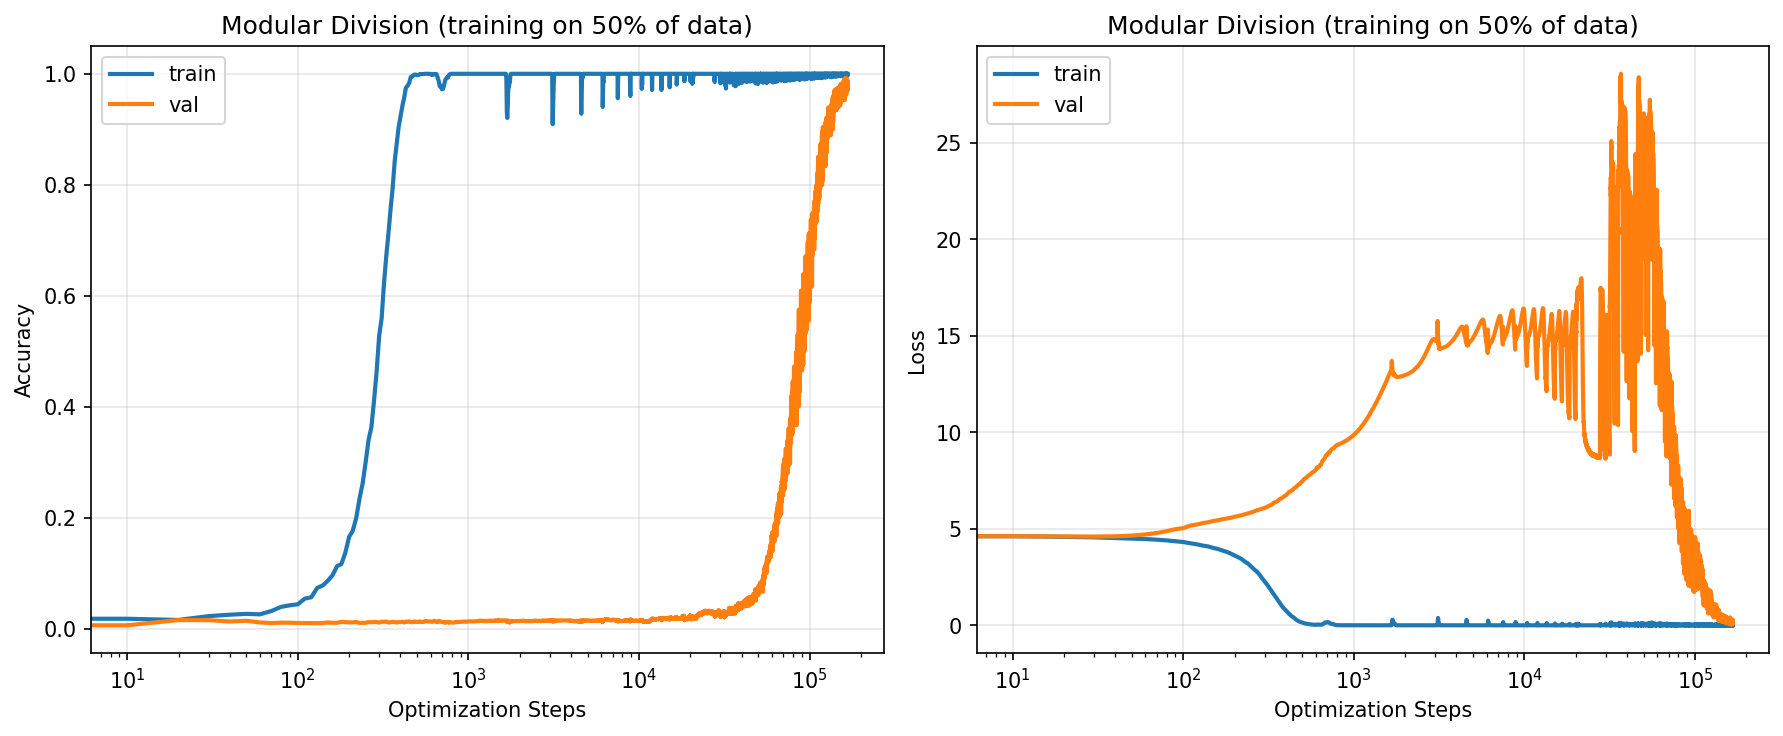 Modular Division (training on 50% of data)
train
val
1.0
0.8
0.6
0.4
0.2
0.0
Accuracy
10¹
10²
10³
10⁴
10⁵
Optimization Steps
Modular Division (training on 50% of data)
train
val
25
20
15
10
5
0
Loss
10¹
10²
10³
10⁴
10⁵
Optimization Steps